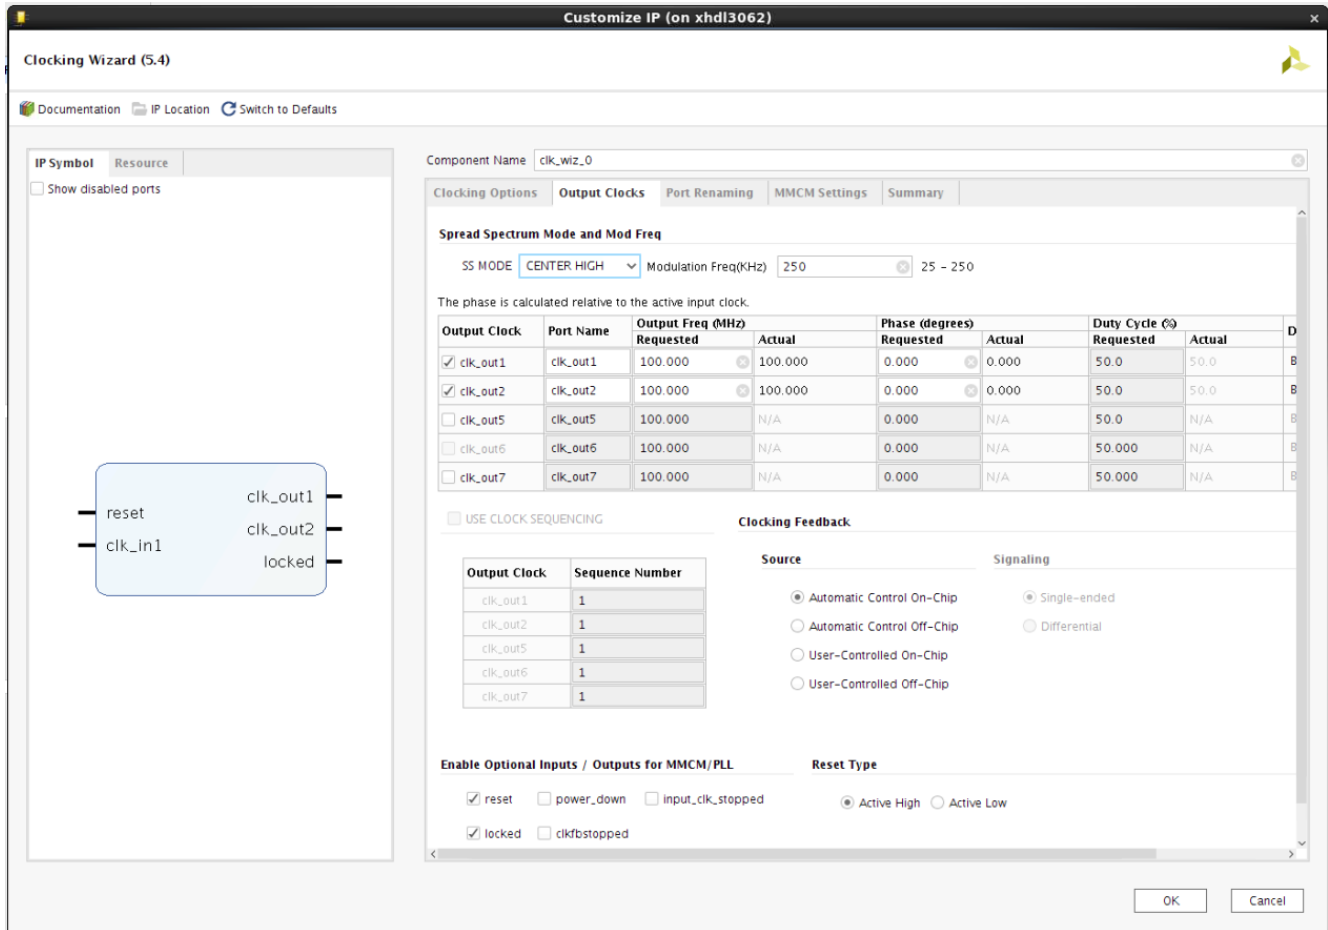 Customize IP (on xhdl3062)
Clocking Wizard (5.4)
Documentation IP Location Switch to Defaults
IP Symbol Resource
Show disabled ports
reset
clk_in1
clk_out1
clk_out2
locked
Component Name clk_wiz_0
Clocking Options Output Clocks Port Renaming MMCM Settings Summary
Spread Spectrum Mode and Mod Freq
SS MODE CENTER HIGH Modulation Freq(KHz) 250 25 - 250
The phase is calculated relative to the active input clock.
Output Clock Port Name Output Freq (MHz) Phase (degrees) Duty Cycle (%) D
Requested Actual Requested Actual Requested Actual
clk_out1 clk_out1 100.000 100.000 0.000 0.000 50.0 50.0 B
clk_out2 clk_out2 100.000 100.000 0.000 0.000 50.0 50.0 B
clk_out5 clk_out5 100.000 N/A 0.000 N/A 50.0 N/A B
clk_out6 clk_out6 100.000 N/A 0.000 N/A 50.000 N/A B
clk_out7 clk_out7 100.000 N/A 0.000 N/A 50.000 N/A B
USE CLOCK SEQUENCING
Output Clock Sequence Number
clk_out1 1
clk_out2 1
clk_out5 1
clk_out6 1
clk_out7 1
Clocking Feedback
Source Signaling
Automatic Control On-Chip Single-ended
Automatic Control Off-Chip Differential
User-Controlled On-Chip
User-Controlled Off-Chip
Enable Optional Inputs / Outputs for MMCM/PLL Reset Type
reset power_down input_clk_stopped Active High Active Low
locked clkfbstopped
OK Cancel